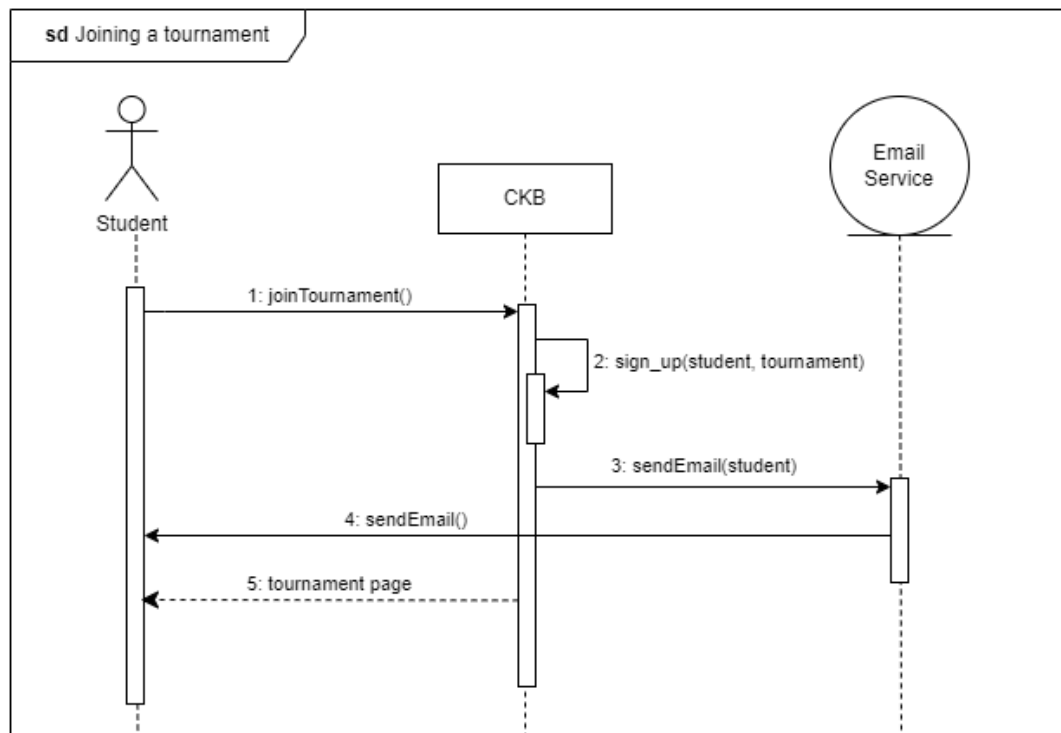 sd Joining a tournament
Student
CKB
Email
Service
1: joinTournament()
2: sign_up(student, tournament)
3: sendEmail(student)
4: sendEmail()
5: tournament page